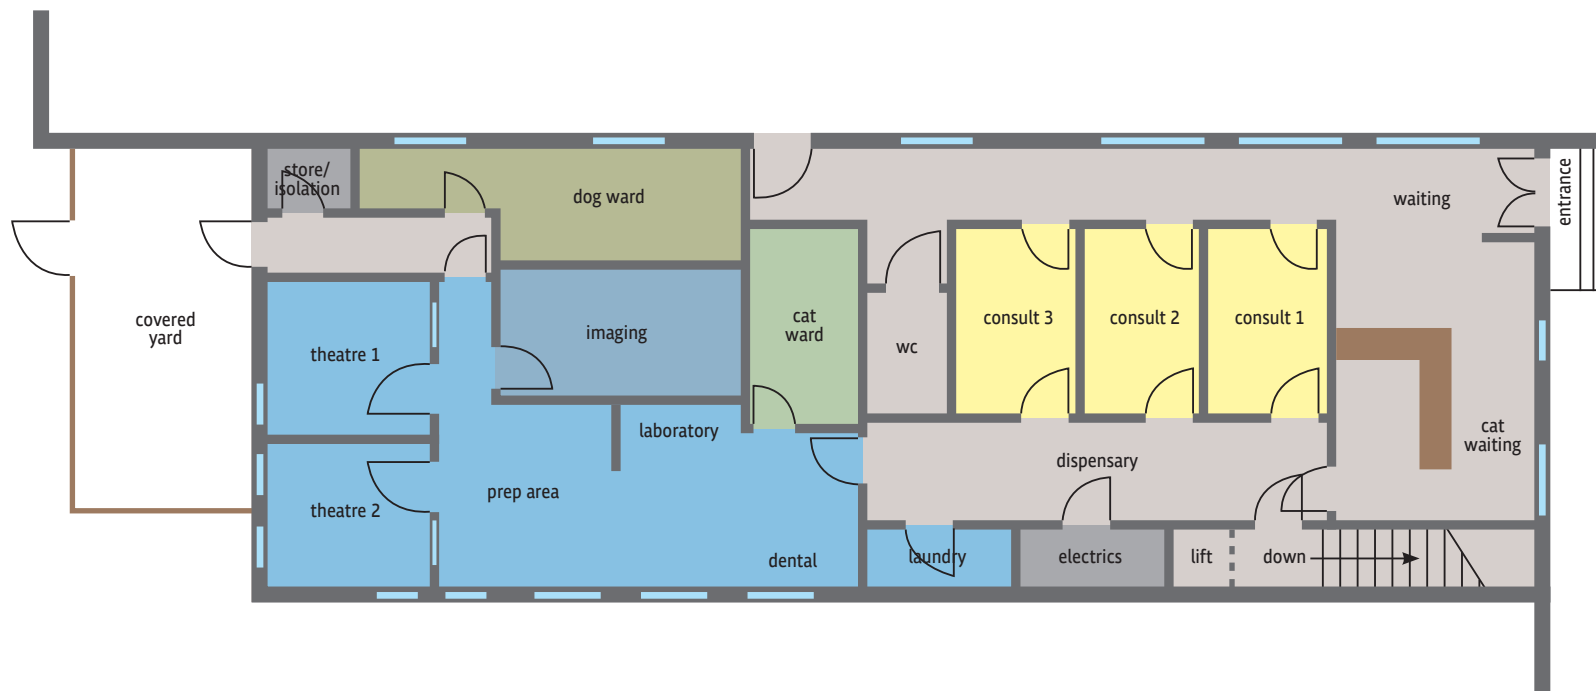 store/
isolation
dog ward
waiting
entrance
covered
yard
theatre 1
imaging
cat
ward
wc
consult 3
consult 2
consult 1
laboratory
cat
waiting
dispensary
prep area
theatre 2
dental
laundry
electrics
lift
down